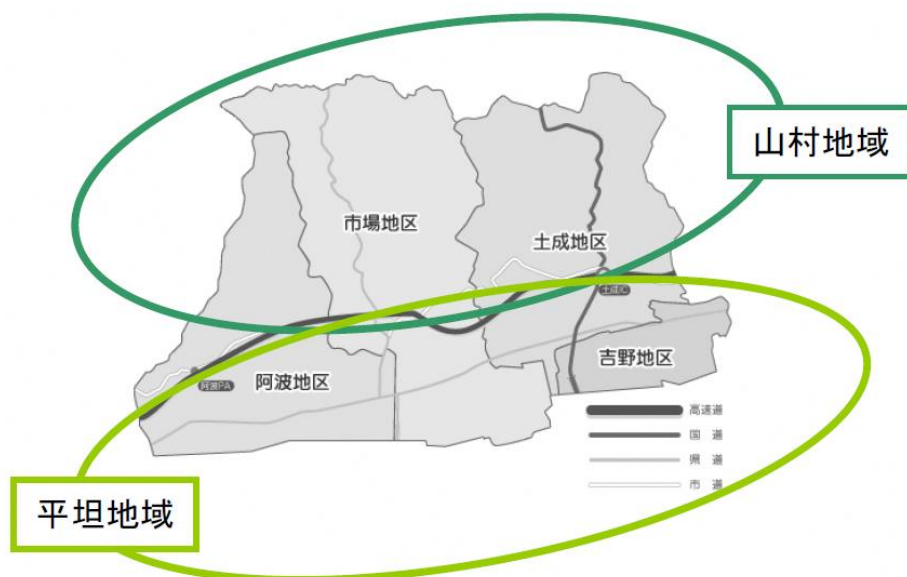 山村地域
市場地区
土成地区
土成IC
吉野地区
阿波地区
阿波PA
高速道
国　道
県　道
市　道
平坦地域